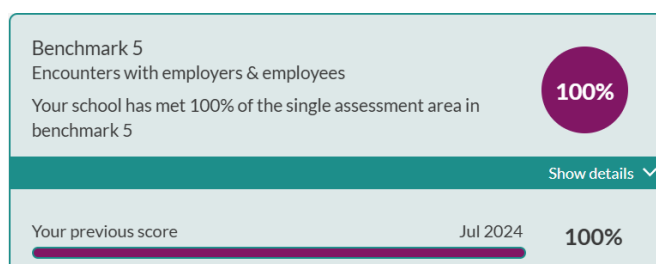 Benchmark 5
Encounters with employers & employees
Your school has met 100% of the single assessment area in
benchmark 5
100%
Show details
Your previous score Jul 2024 100%